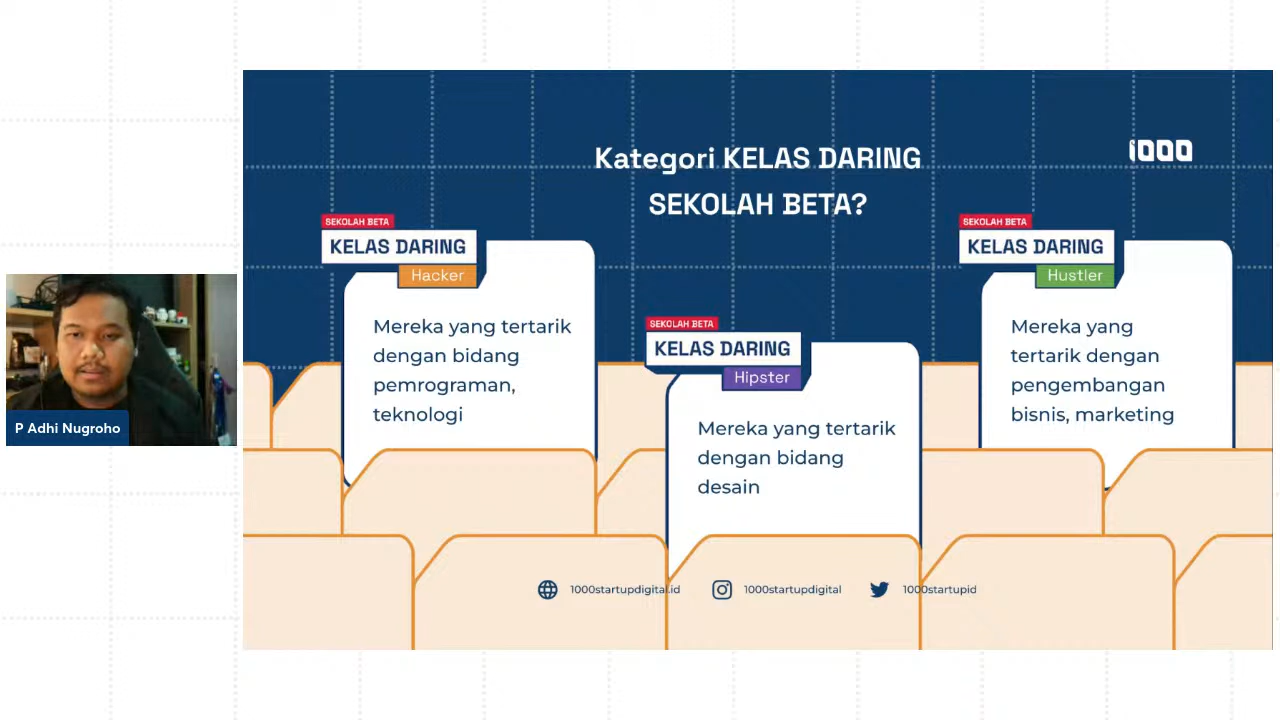 Kategori KELAS DARING
SEKOLAH BETA?
1000
SEKOLAH BETA
KELAS DARING
Hacker
Mereka yang tertarik
dengan bidang
pemrograman,
teknologi
SEKOLAH BETA
KELAS DARING
Hipster
Mereka yang tertarik
dengan bidang
desain
SEKOLAH BETA
KELAS DARING
Hustler
Mereka yang
tertarik dengan
pengembangan
bisnis, marketing
P Adhi Nugroho
1000startupdigital.id
1000startupdigital
1000startupid